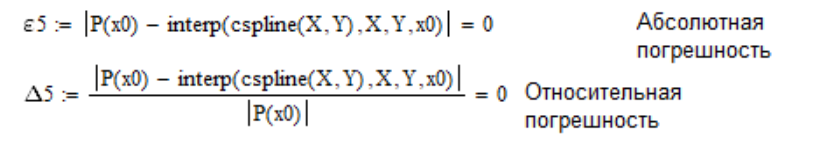 ε5 := |P(x0) − interp(cspline(X,Y),X,Y,x0)| = 0 Абсолютная
погрешность
Δ5 := |P(x0) − interp(cspline(X,Y),X,Y,x0)| / |P(x0)| = 0 Относительная
погрешность